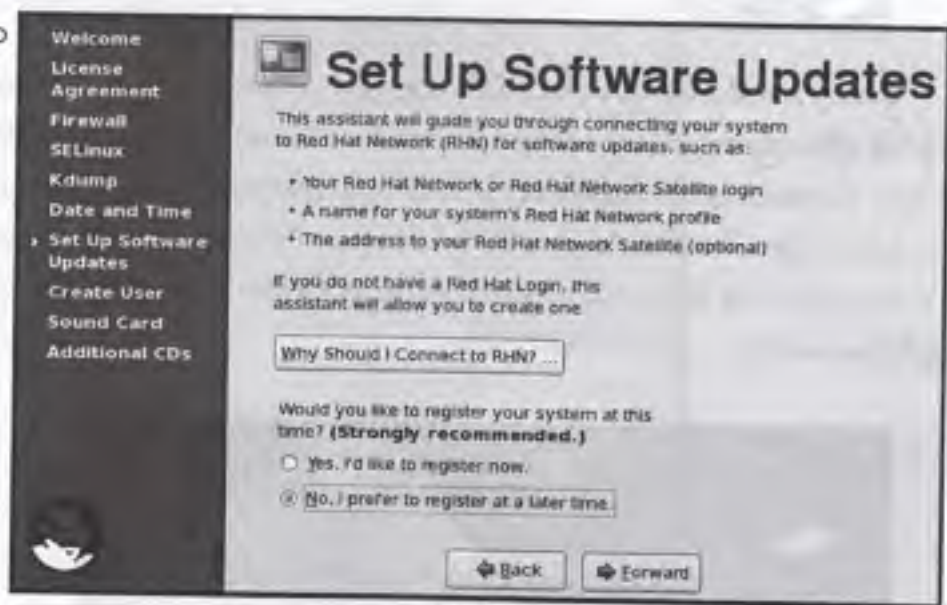 Welcome
License
Agreement
Firewall
SELinux
Kdump
Date and Time
Set Up Software
Updates
Create User
Sound Card
Additional CDs
Set Up Software Updates
This assistant will guide you through connecting your system
to Red Hat Network (RHN) for software updates, such as:
• Your Red Hat Network or Red Hat Network Satellite login
• A name for your system's Red Hat Network profile
• The address to your Red Hat Network Satellite (optional)
If you do not have a Red Hat Login, this
assistant will allow you to create one
Why Should I Connect to RHN? ...
Would you like to register your system at this
time? (Strongly recommended.)
Yes, I'd like to register now.
No, I prefer to register at a later time.
Back
Forward